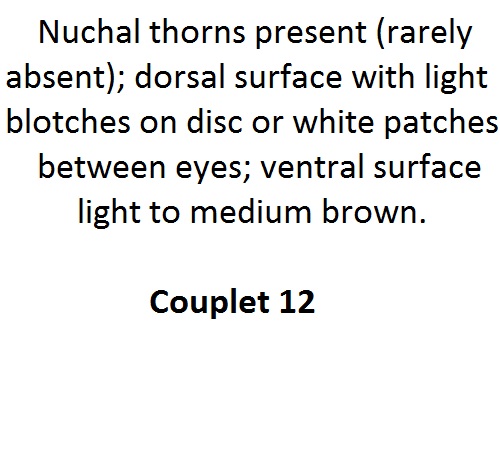 Nuchal thorns present (rarely
absent); dorsal surface with light
blotches on disc or white patches
between eyes; ventral surface
light to medium brown.
Couplet 12